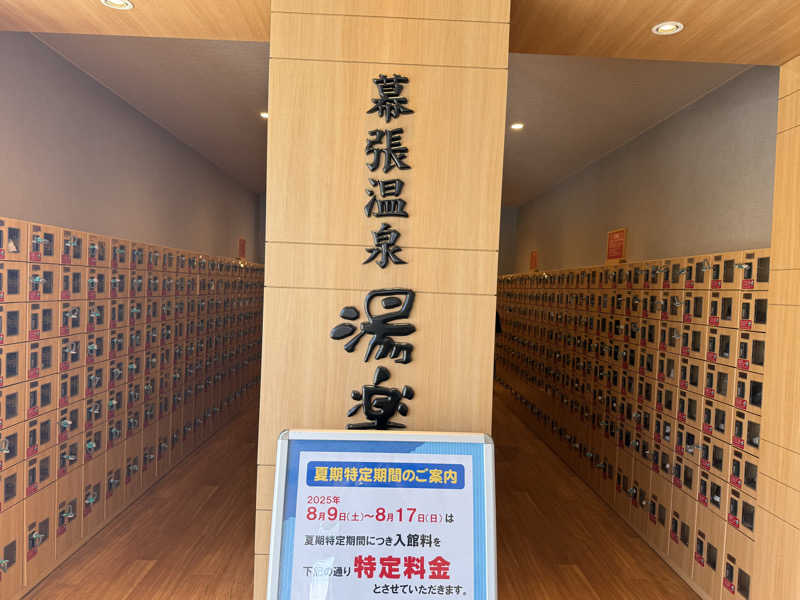 幕張温泉
湯楽
夏期特定期間のご案内
2025年
8月9日(土)～8月17日(日)は
夏期特定期間につき入館料を
下記の通り特定料金
とさせていただきます。